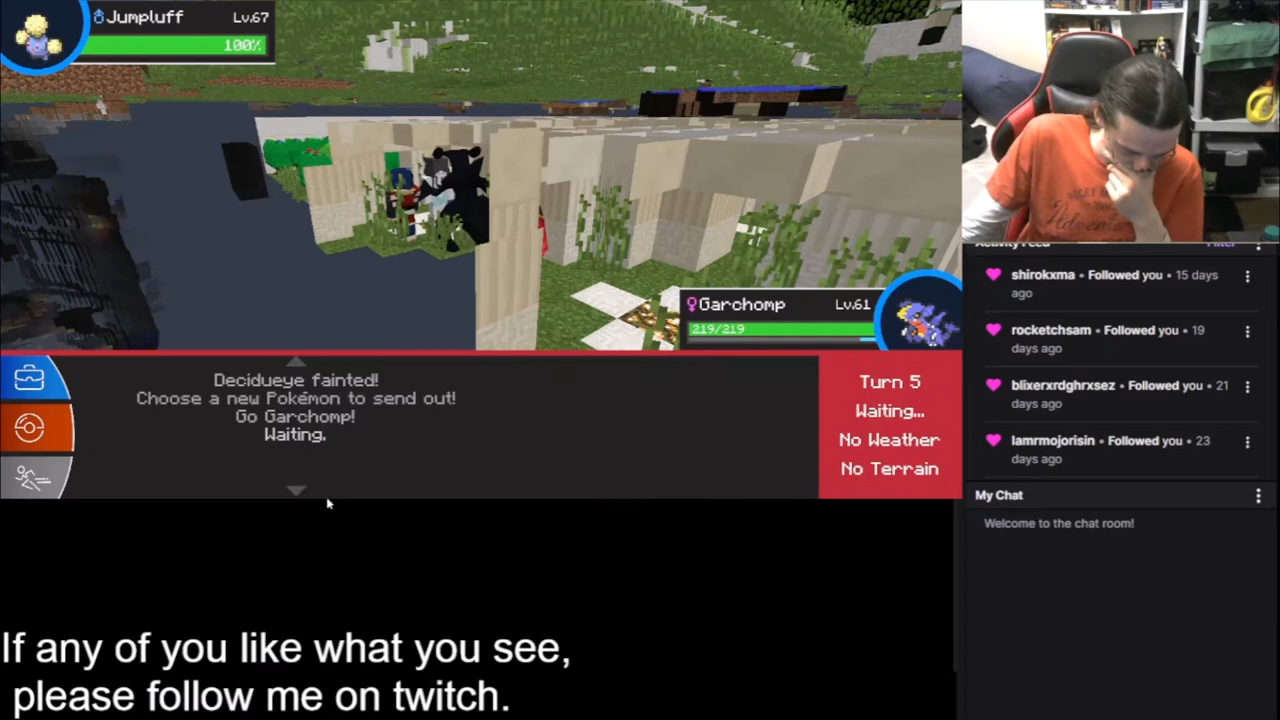 Jumpluff Lv.67
100%
Garchomp Lv.61
219/219
Decidueye fainted!
Choose a new Pokémon to send out!
Go Garchomp!
Waiting.
Turn 5
Waiting...
No Weather
No Terrain
Activity Feed Filter
shirokxma • Followed you • 15 days
ago
rocketchsam • Followed you • 19
days ago
blixerxrdghrxsez • Followed you • 21
days ago
lamrmojorisin • Followed you • 23
days ago
My Chat
Welcome to the chat room!
If any of you like what you see,
please follow me on twitch.